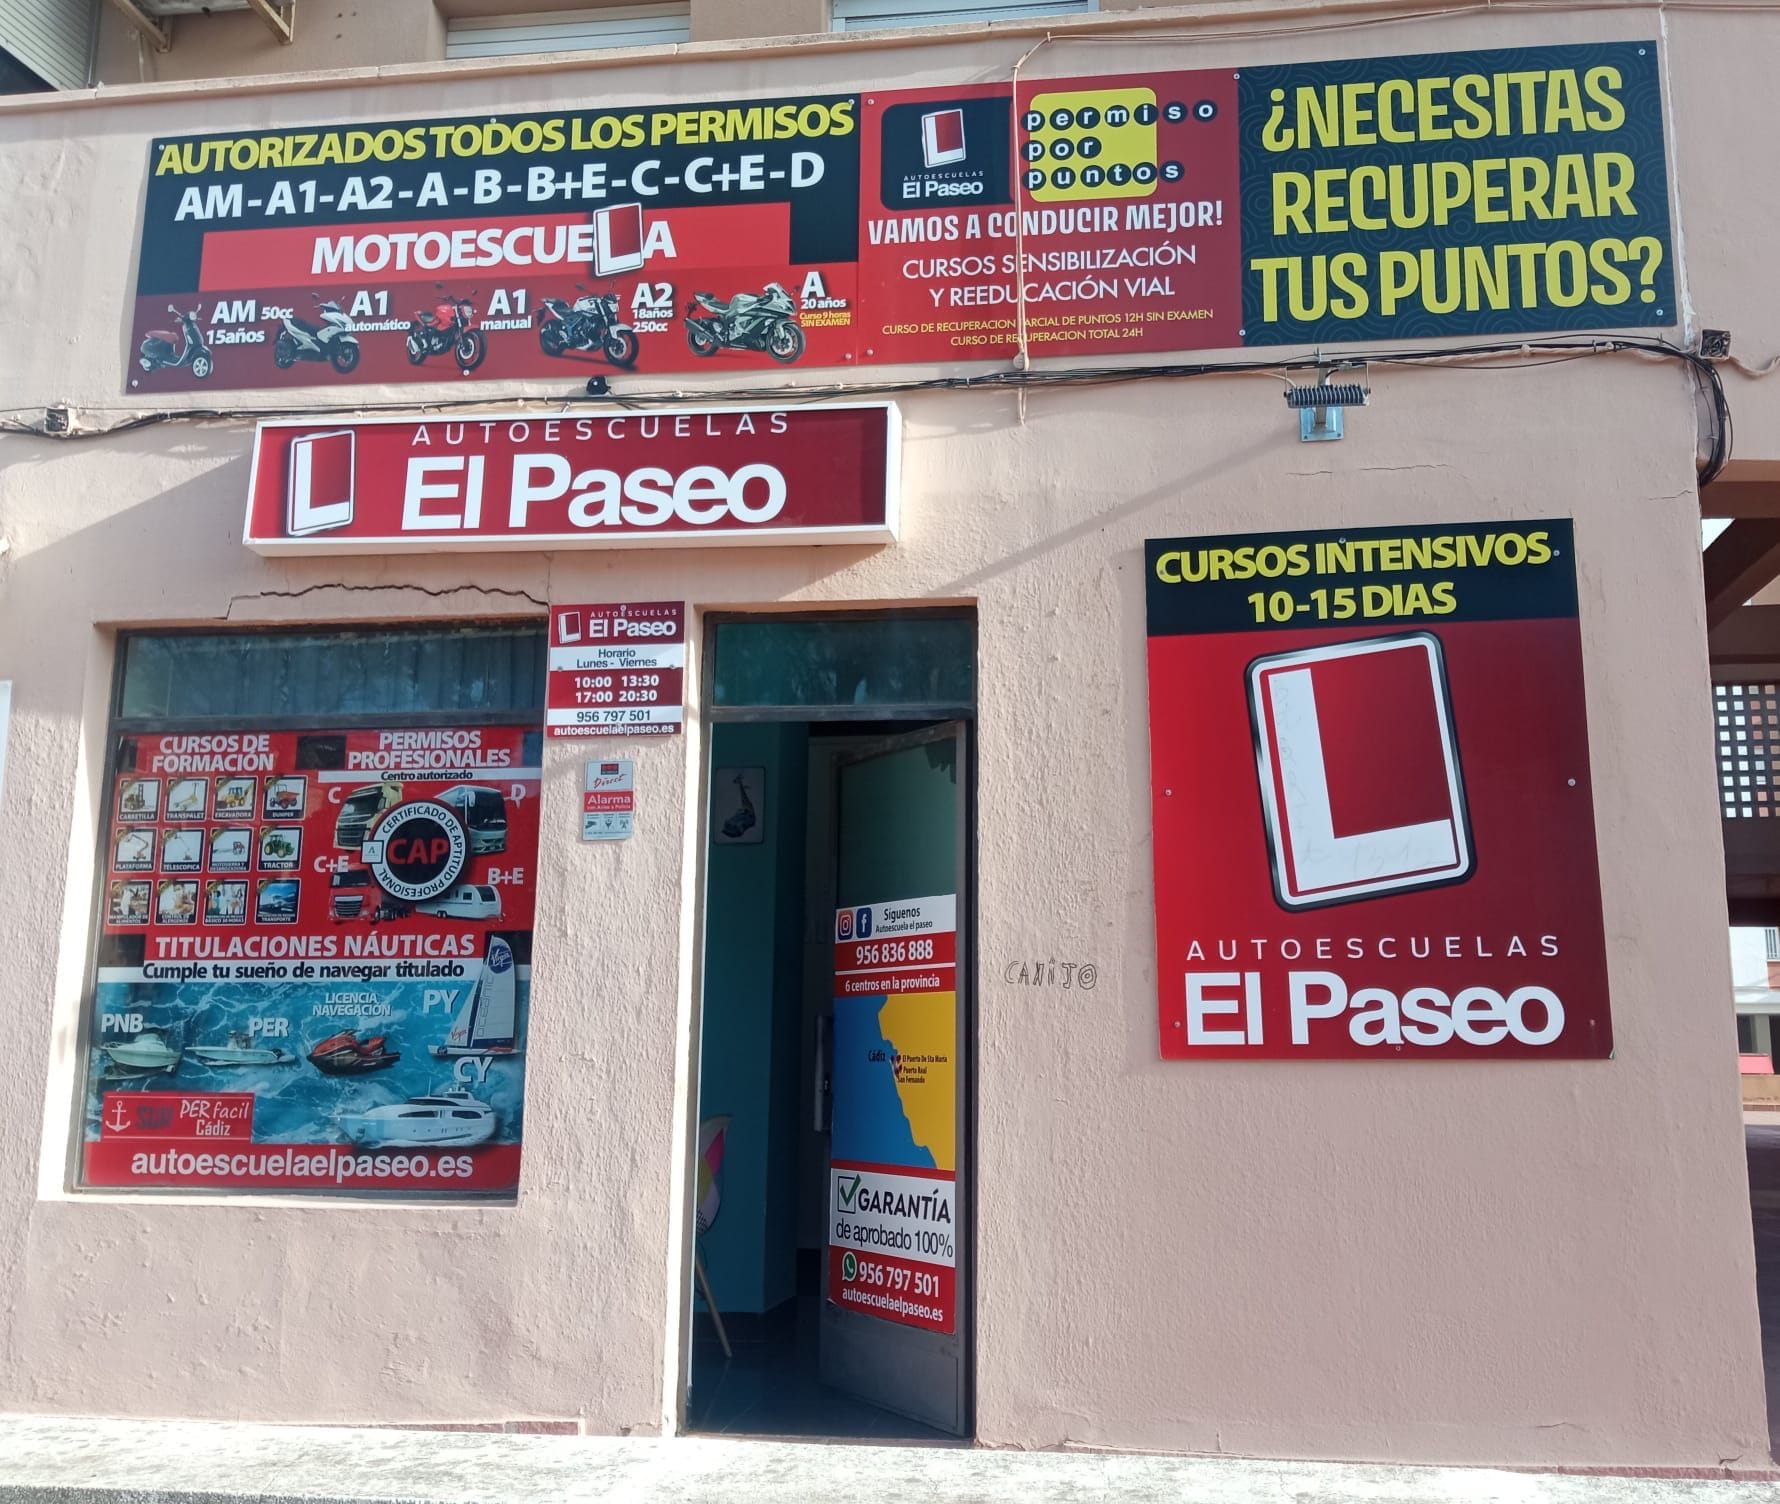 AUTORIZADOS TODOS LOS PERMISOS
AM-A1-A2-A-B-B+E-C-C+E-D
MOTOESCUELA
AM 50cc
15años
A1
automático
A1
manual
A2
18años
250cc
A
20 años
Curso 9 horas
SIN EXAMEN
L
AUTOESCUELAS
El Paseo
permiso
por
puntos
VAMOS A CONDUCIR MEJOR!
CURSOS SENSIBILIZACIÓN
Y REEDUCACIÓN VIAL
CURSO DE RECUPERACION PARCIAL DE PUNTOS 12H SIN EXAMEN
CURSO DE RECUPERACION TOTAL 24H
¿NECESITAS
RECUPERAR
TUS PUNTOS?
L
AUTOESCUELAS
El Paseo
L
AUTOESCUELAS
El Paseo
Horario
Lunes - Viernes
10:00 13:30
17:00 20:30
956 797 501
autoescuelaelpaseo.es
Direct
Alarma
CURSOS DE
FORMACIÓN
CARRETILLA
TRANSPALET
EXCAVADORA
DUMPER
PLATAFORMA
TELESCOPICA
TRACTOR
PERMISOS
PROFESIONALES
Centro autorizado
C
D
CERTIFICADO DE APTITUD PROFESIONAL
CAP
C+E
B+E
TITULACIONES NÁUTICAS
Cumple tu sueño de navegar titulado
PNB
PER
LICENCIA
NAVEGACIÓN
PY
Virgin
CY
PER facil
Cádiz
autoescuelaelpaseo.es
Síguenos
Autoescuela el paseo
956 836 888
6 centros en la provincia
Cádiz
El Puerto De Sta María
Puerto Real
San Fernando
GARANTÍA
de aprobado 100%
956 797 501
autoescuelaelpaseo.es
CANIJO
CURSOS INTENSIVOS
10-15 DIAS
L
AUTOESCUELAS
El Paseo